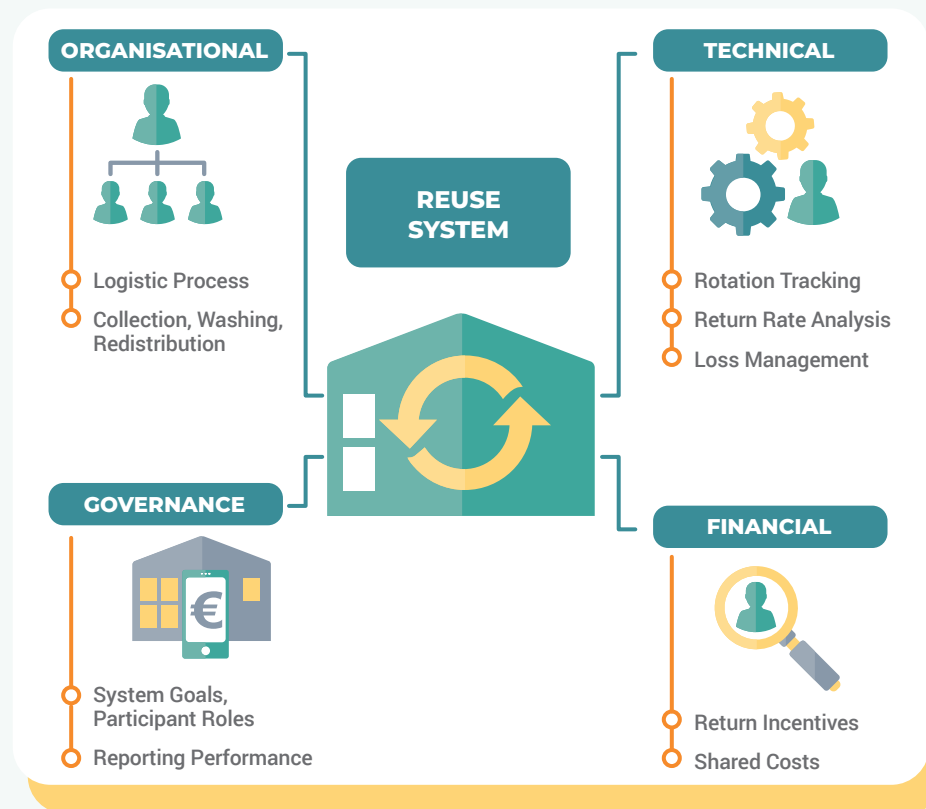 ORGANISATIONAL
Logistic Process
Collection, Washing,
Redistribution
REUSE
SYSTEM
TECHNICAL
Rotation Tracking
Return Rate Analysis
Loss Management
GOVERNANCE
€
System Goals,
Participant Roles
Reporting Performance
FINANCIAL
Return Incentives
Shared Costs